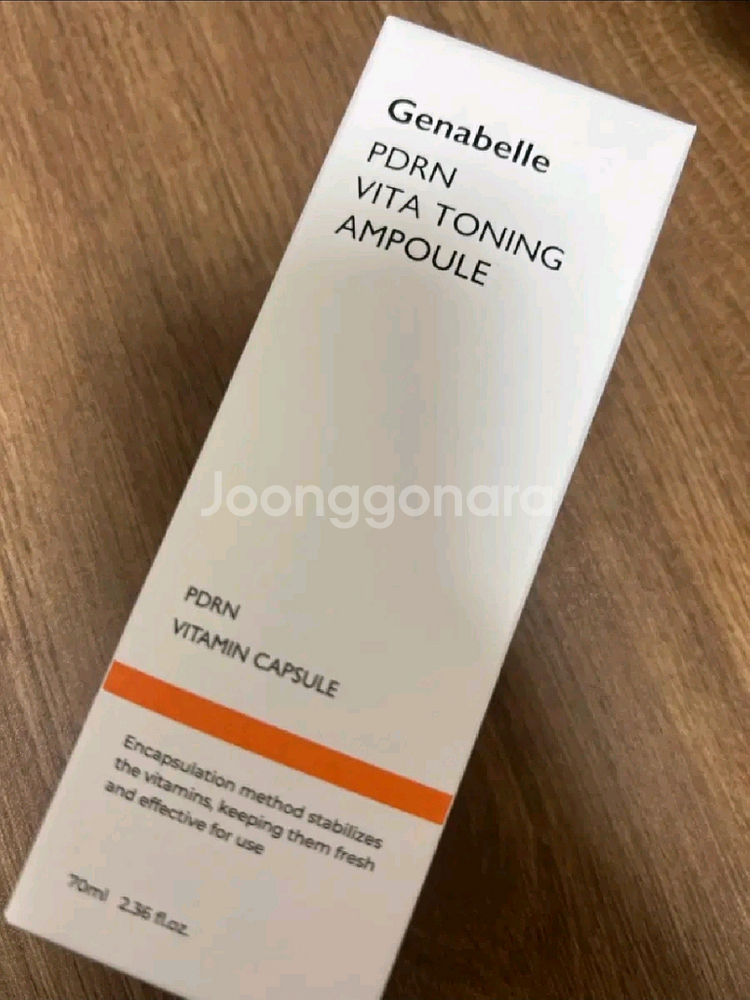 Genabelle
PDRN
VITA TONING
AMPOULE
Joonggonara
PDRN
VITAMIN CAPSULE
Encapsulation method stabilizes
the vitamins, keeping them fresh
and effective for use
70ml 2.36 fl.oz.